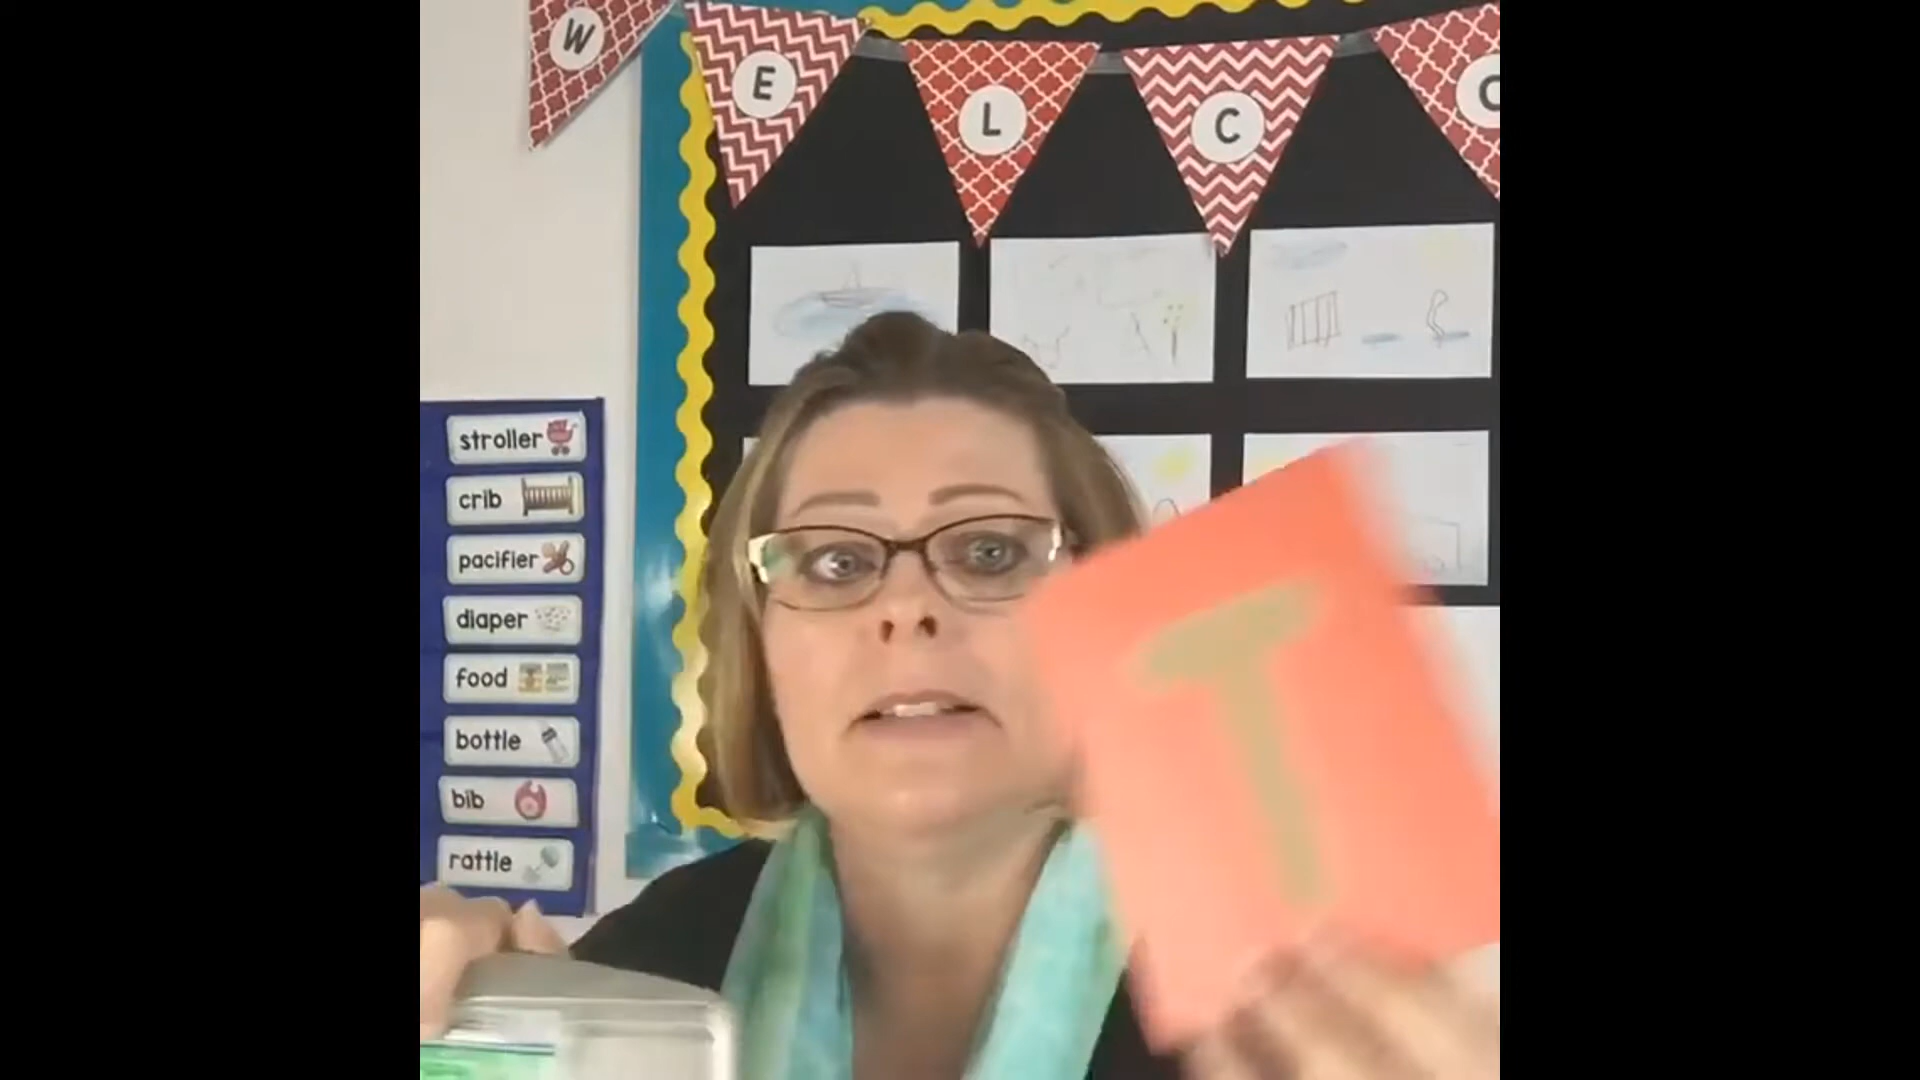 W E L C O
stroller
crib
pacifier
diaper
food
bottle
bib
rattle
T